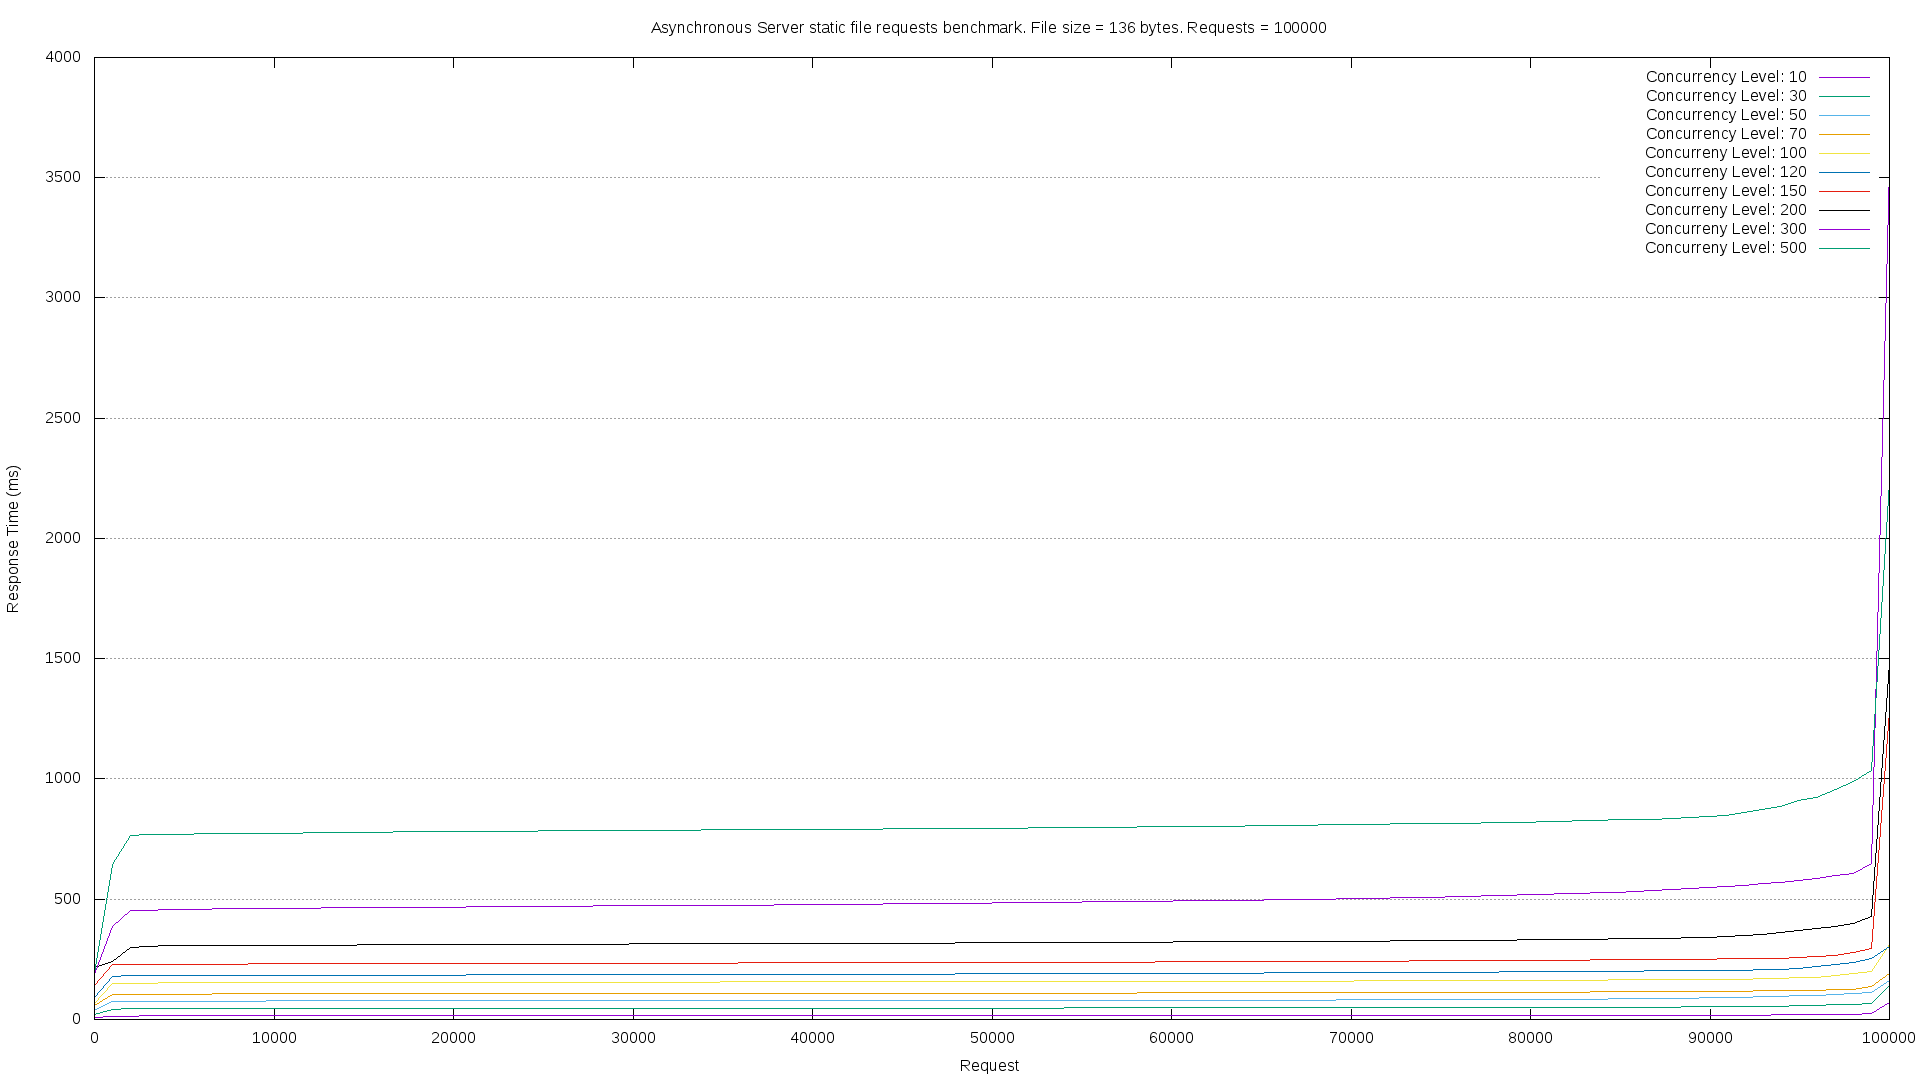 Asynchronous Server static file requests benchmark. File size = 136 bytes. Requests = 100000
4000
3500
3000
2500
2000
1500
1000
500
0
Response Time (ms)
Concurrency Level: 10
Concurrency Level: 30
Concurrency Level: 50
Concurrency Level: 70
Concurreny Level: 100
Concurreny Level: 120
Concurreny Level: 150
Concurreny Level: 200
Concurreny Level: 300
Concurreny Level: 500
0 10000 20000 30000 40000 50000 60000 70000 80000 90000 100000
Request